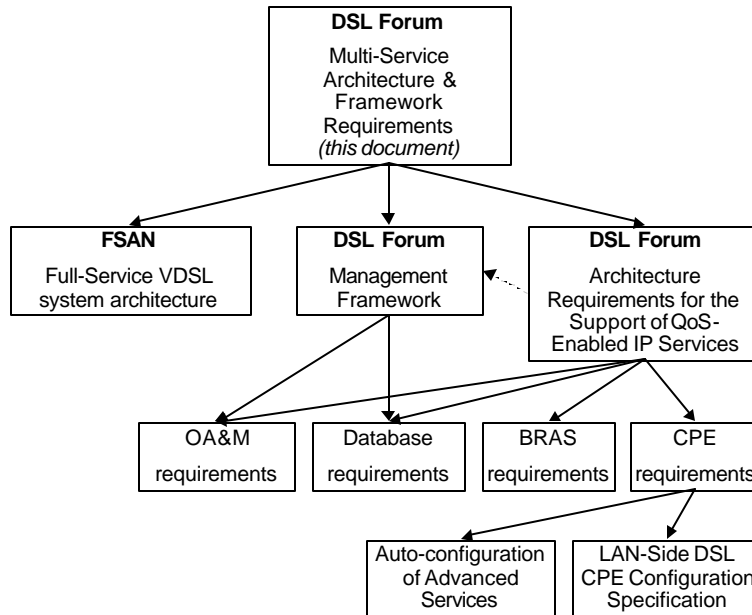 DSL Forum
Multi-Service
Architecture &
Framework
Requirements
(this document)
FSAN
Full-Service VDSL
system architecture
DSL Forum
Management
Framework
DSL Forum
Architecture
Requirements for the
Support of QoS-
Enabled IP Services
OA&M
requirements
Database
requirements
BRAS
requirements
CPE
requirements
Auto-configuration
of Advanced
Services
LAN-Side DSL
CPE Configuration
Specification